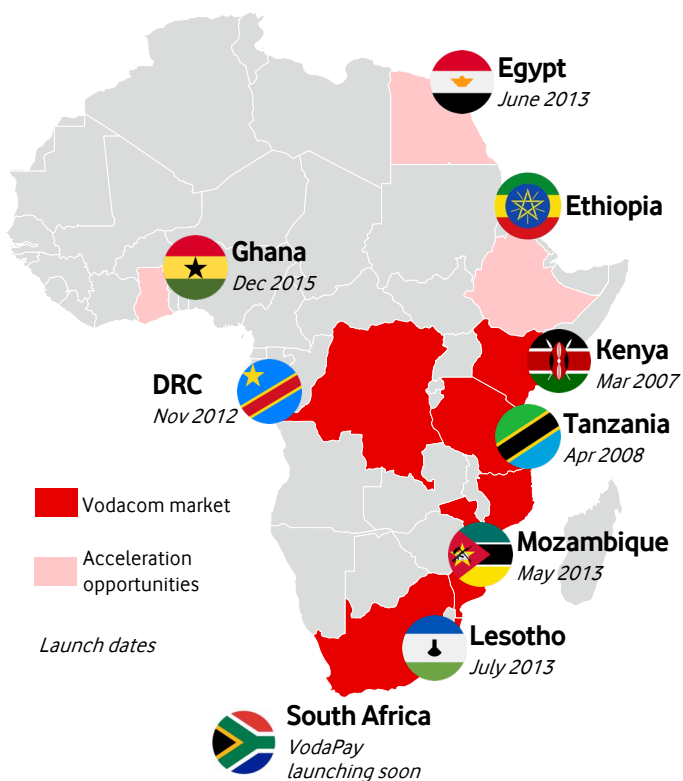 Egypt
June 2013
Ethiopia
Ghana
Dec 2015
Kenya
Mar 2007
DRC
Nov 2012
Tanzania
Apr 2008
Vodacom market
Mozambique
May 2013
Acceleration
opportunities
Lesotho
July 2013
Launch dates
South Africa
VodaPay
launching soon